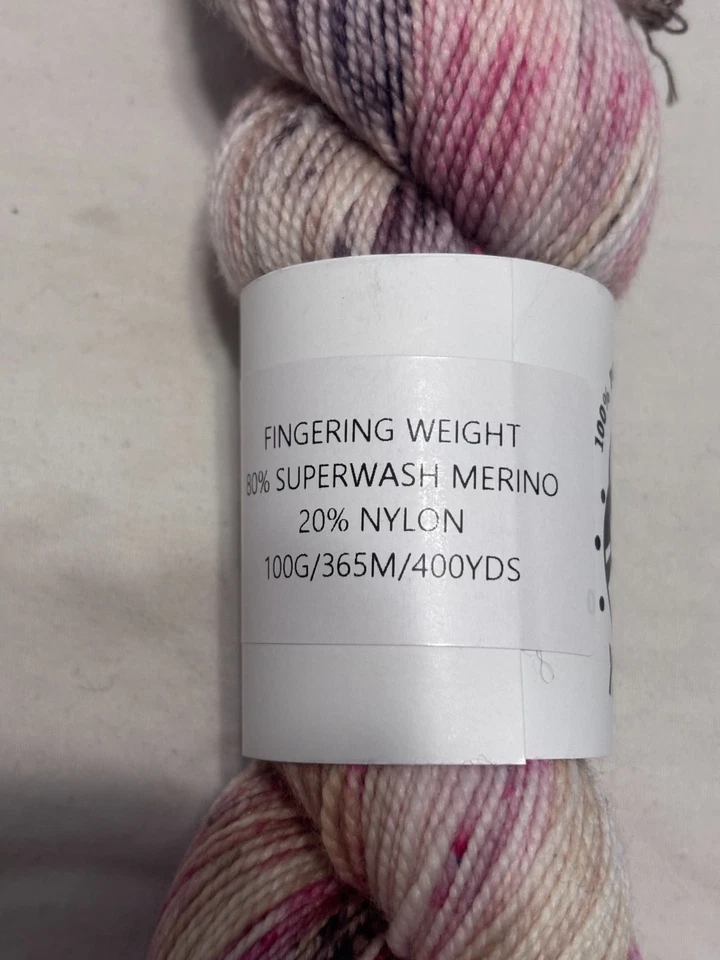 FINGERING WEIGHT
80% SUPERWASH MERINO
20% NYLON
100G/365M/400YDS
100%